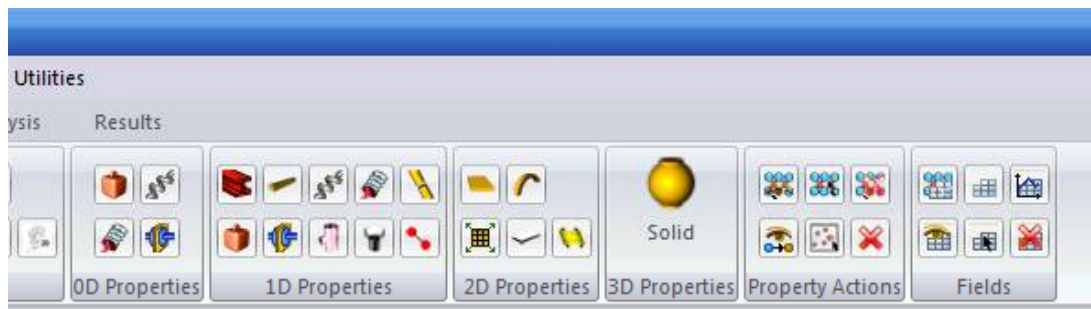 Utilities
ysis Results
Solid
0D Properties 1D Properties 2D Properties 3D Properties Property Actions Fields